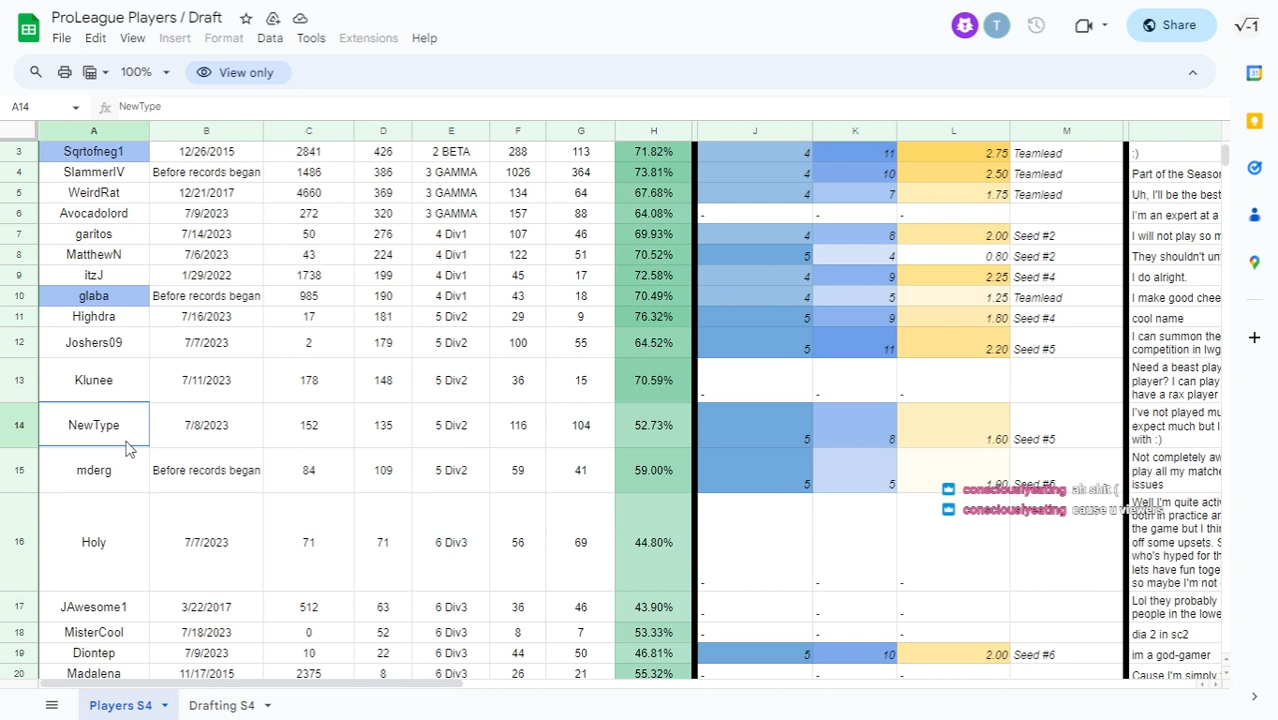 ProLeague Players / Draft
File Edit View Insert Format Data Tools Extensions Help
T Share √-1
100% View only
A14 fx NewType
A B C D E F G H J K L M
3 Sqrtofneg1 12/26/2015 2841 426 2 BETA 288 113 71.82% 4 11 2.75 Teamlead :)
4 SlammerIV Before records began 1486 386 3 GAMMA 1026 364 73.81% 4 10 2.50 Teamlead Part of the Season
5 WeirdRat 12/21/2017 4660 369 3 GAMMA 134 64 67.68% 4 7 1.75 Teamlead Uh, I'll be the best
6 Avocadolord 7/9/2023 272 320 3 GAMMA 157 88 64.08% - - - I'm an expert at a
7 garitos 7/14/2023 50 276 4 Div1 107 46 69.93% 4 8 2.00 Seed #2 I will not play so m
8 MatthewN 7/6/2023 43 224 4 Div1 122 51 70.52% 5 4 0.80 Seed #2 They shouldn't un
9 itzJ 1/29/2022 1738 199 4 Div1 45 17 72.58% 4 9 2.25 Seed #4 I do alright.
10 glaba Before records began 985 190 4 Div1 43 18 70.49% 4 5 1.25 Teamlead I make good chee
11 Highdra 7/16/2023 17 181 5 Div2 29 9 76.32% 5 9 1.80 Seed #4 cool name
12 Joshers09 7/7/2023 2 179 5 Div2 100 55 64.52% 5 11 2.20 Seed #5 I can summon the
competition in lwg
13 Klunee 7/11/2023 178 148 5 Div2 36 15 70.59% - - - Need a beast play
player? I can play
have a rax player
14 NewType 7/8/2023 152 135 5 Div2 116 104 52.73% 5 8 1.60 Seed #5 I've not played mu
expect much but I
with :)
15 mderg Before records began 84 109 5 Div2 59 41 59.00% 5 5 Not completely aw
play all my matche
issues
consciouslyeating ah shit (
consciouslyeating cause u viewers
16 Holy 7/7/2023 71 71 6 Div3 56 69 44.80% - - - Well I'm quite activ
both in practice an
the game but I thin
off some upsets. S
who's hyped for th
lets have fun toge
so maybe I'm not
17 JAwesome1 3/22/2017 512 63 6 Div3 36 46 43.90% - - - Lol they probably
people in the lowe
18 MisterCool 7/18/2023 0 52 6 Div3 8 7 53.33% - - - dia 2 in sc2
19 Diontep 7/9/2023 10 22 6 Div3 44 50 46.81% 5 10 2.00 Seed #6 im a god-gamer
20 Madalena 11/17/2015 2375 8 6 Div3 26 21 55.32% Cause I'm simply
Players S4 Drafting S4